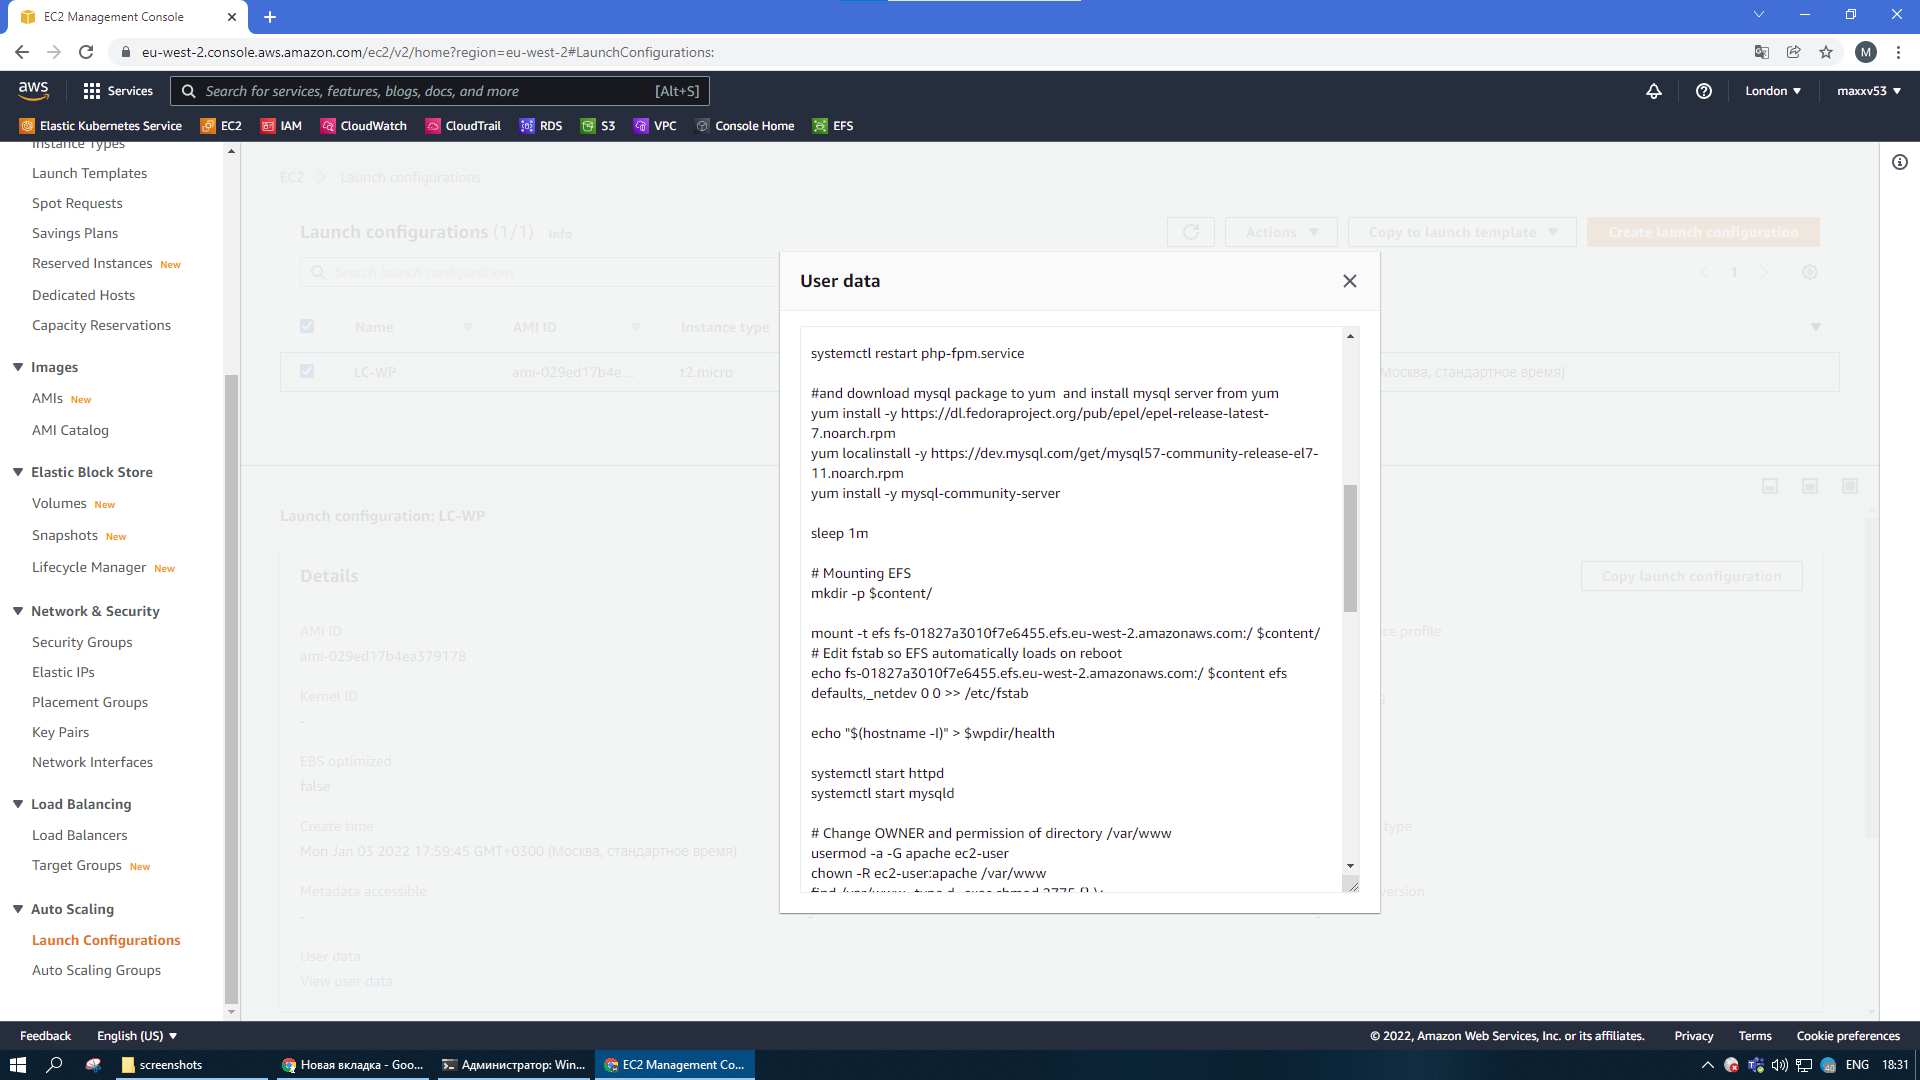 EC2 Management Console
eu-west-2.console.aws.amazon.com/ec2/v2/home?region=eu-west-2#LaunchConfigurations:
M
aws
Services
Search for services, features, blogs, docs, and more
[Alt+S]
London
maxxv53
Elastic Kubernetes Service
EC2
IAM
CloudWatch
CloudTrail
RDS
S3
VPC
Console Home
EFS
Instance Types
Launch Templates
Spot Requests
Savings Plans
Reserved Instances New
Dedicated Hosts
Capacity Reservations
Images
AMIs New
AMI Catalog
Elastic Block Store
Volumes New
Snapshots New
Lifecycle Manager New
Network & Security
Security Groups
Elastic IPs
Placement Groups
Key Pairs
Network Interfaces
Load Balancing
Load Balancers
Target Groups New
Auto Scaling
Launch Configurations
Auto Scaling Groups
EC2
Launch configurations
Launch configurations (1/1) Info
Actions
Copy to launch template
Create launch configuration
Search launch configurations
1
Name
AMI ID
Instance type
LC-WP
ami-029ed17b4e...
t2.micro
Москва, стандартное время)
Launch configuration: LC-WP
Details
Copy launch configuration
AMI ID
ami-029ed17b4ea379178
Kernel ID
-
EBS optimized
false
Create time
Mon Jan 03 2022 17:59:45 GMT+0300 (Москва, стандартное время)
Metadata accessible
-
User data
View user data
profile
type
version
User data
systemctl restart php-fpm.service
#and download mysql package to yum  and install mysql server from yum
yum install -y https://dl.fedoraproject.org/pub/epel/epel-release-latest-
7.noarch.rpm
yum localinstall -y https://dev.mysql.com/get/mysql57-community-release-el7-
11.noarch.rpm
yum install -y mysql-community-server
sleep 1m
# Mounting EFS
mkdir -p $content/
mount -t efs fs-01827a3010f7e6455.efs.eu-west-2.amazonaws.com:/ $content/
# Edit fstab so EFS automatically loads on reboot
echo fs-01827a3010f7e6455.efs.eu-west-2.amazonaws.com:/ $content efs
defaults,_netdev 0 0 >> /etc/fstab
echo "$(hostname -I)" > $wpdir/health
systemctl start httpd
systemctl start mysqld
# Change OWNER and permission of directory /var/www
usermod -a -G apache ec2-user
chown -R ec2-user:apache /var/www
find /var/www -type d -exec chmod 2775 {} \;
Feedback
English (US)
© 2022, Amazon Web Services, Inc. or its affiliates.
Privacy
Terms
Cookie preferences
screenshots
Новая вкладка - Goo...
Администратор: Win...
EC2 Management Co...
40
ENG
18:31